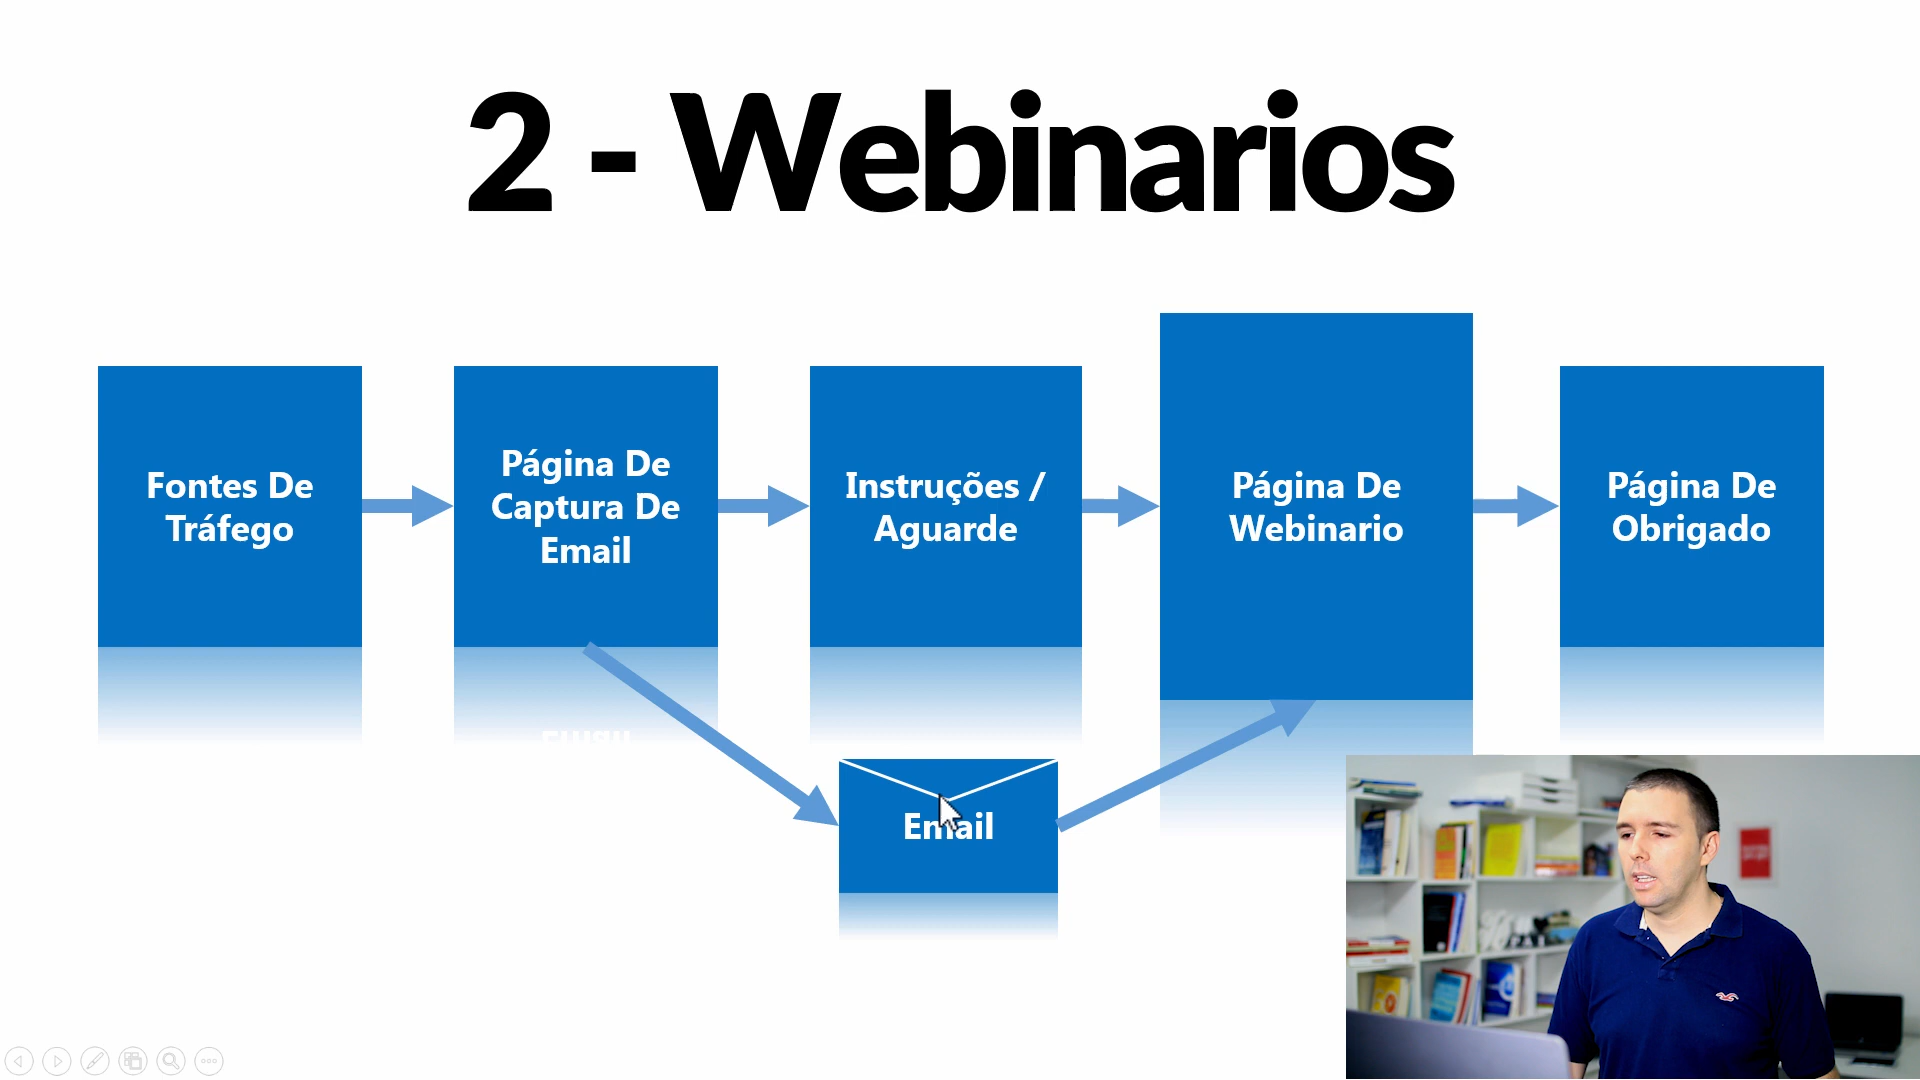 2 - Webinarios
Fontes De
Tráfego
Página De
Captura De
Email
Instruções /
Aguarde
Página De
Webinario
Página De
Obrigado
Email